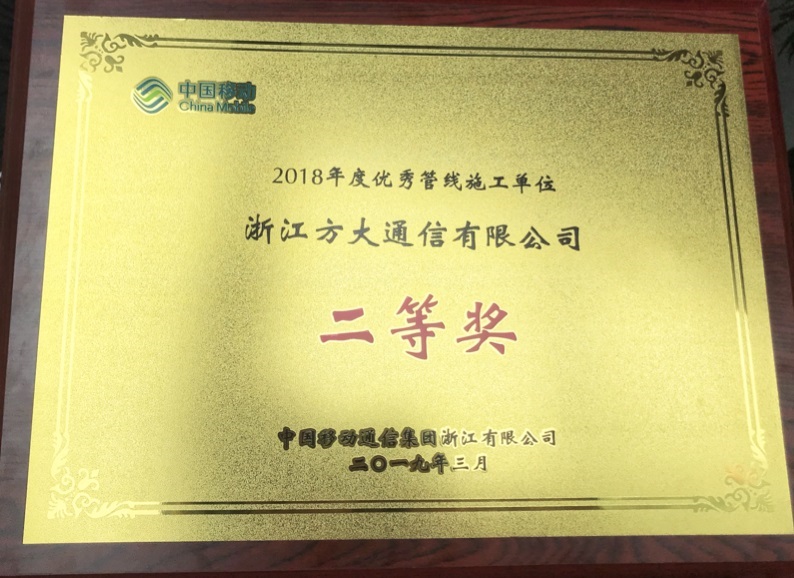 中国移动
China Mobile
2018年度优秀管线施工单位
浙江方大通信有限公司
二等奖
中国移动通信集团浙江有限公司
二〇一九年三月